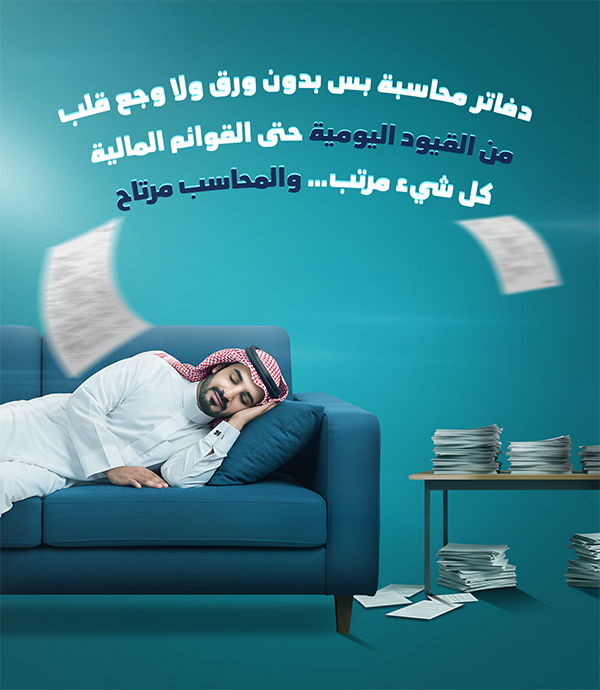 دفاتر محاسبة بس بدون ورق ولا وجع قلب
من القيود اليومية حتى القوائم المالية
كل شيء مرتب... والمحاسب مرتاح